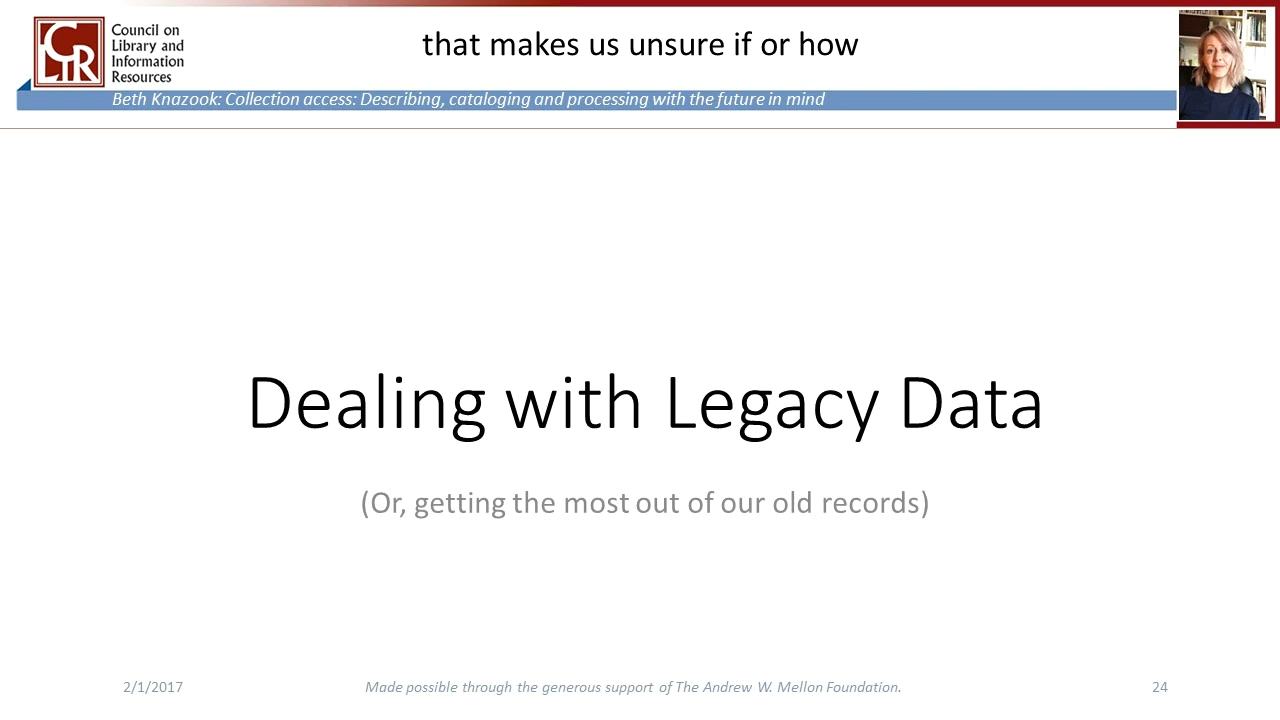 CLIR
Council on
Library and
Information
Resources
that makes us unsure if or how
Beth Knazook: Collection access: Describing, cataloging and processing with the future in mind
Dealing with Legacy Data
(Or, getting the most out of our old records)
2/1/2017
Made possible through the generous support of The Andrew W. Mellon Foundation.
24